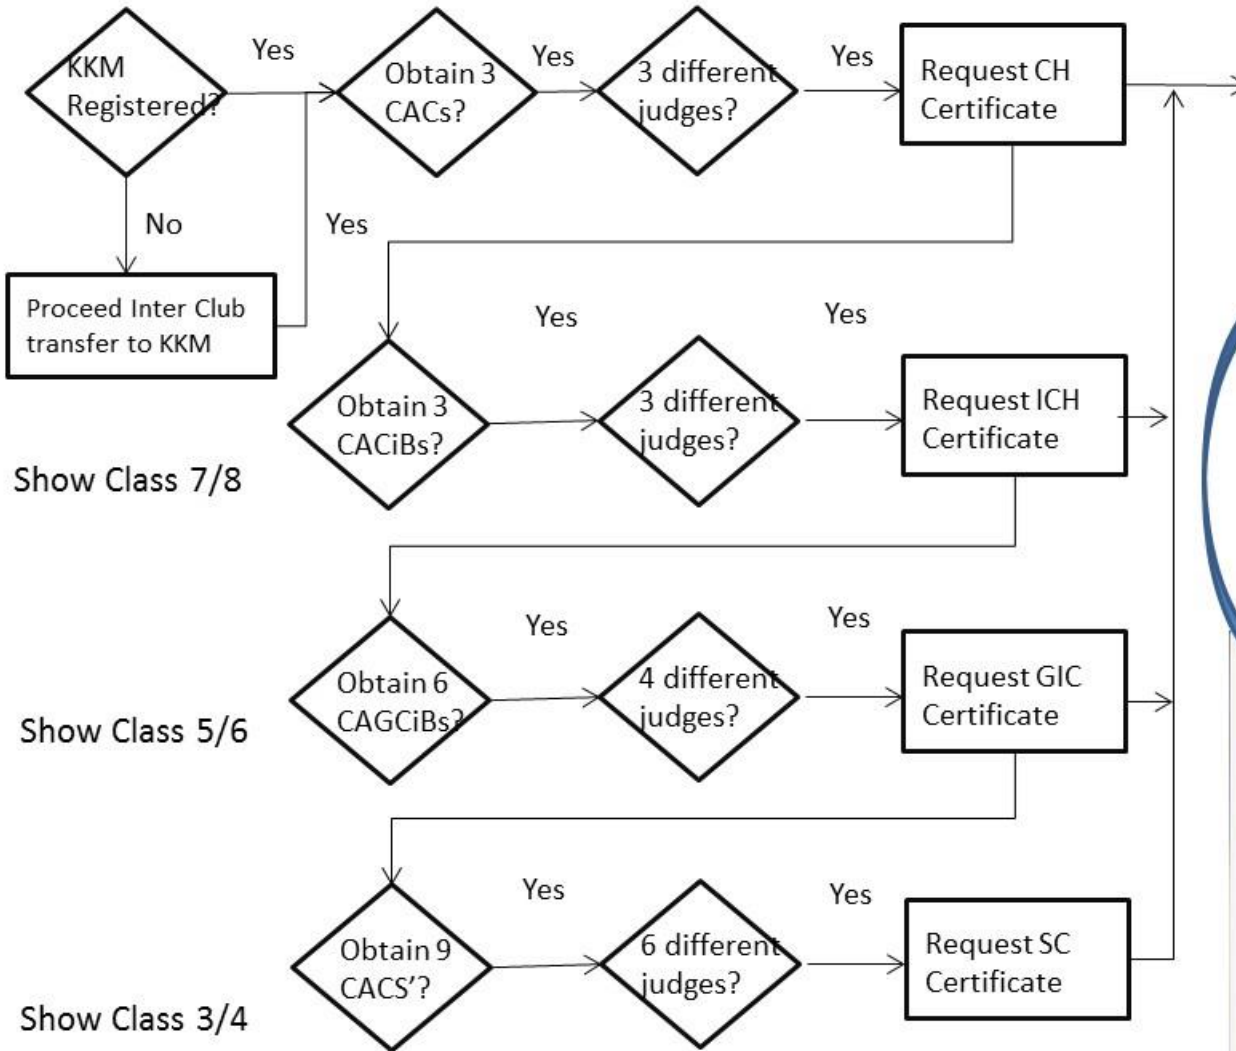 Yes
Yes
Yes
KKM
Registered?
Obtain 3
CACs?
3 different
judges?
Request CH
Certificate
No
Yes
Proceed Inter Club
transfer to KKM
Yes
Yes
Obtain 3
CACiBs?
3 different
judges?
Request ICH
Certificate
Show Class 7/8
Yes
Yes
Obtain 6
CAGCiBs?
4 different
judges?
Request GIC
Certificate
Show Class 5/6
Yes
Yes
Obtain 9
CACS’?
6 different
judges?
Request SC
Certificate
Show Class 3/4